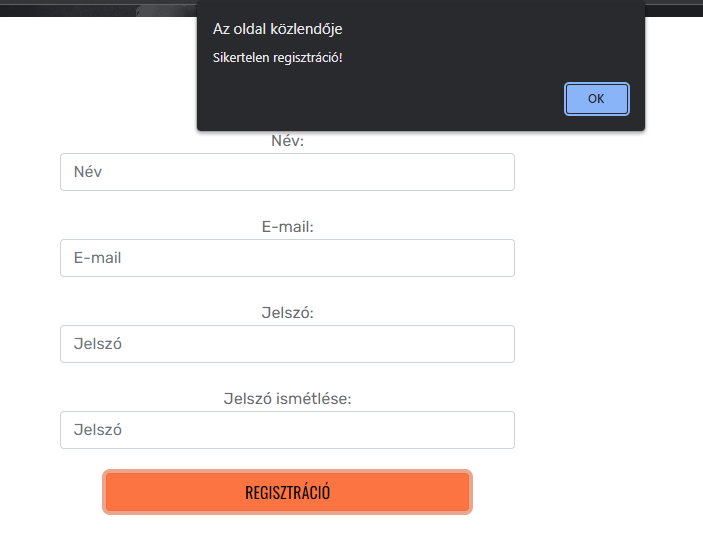 Az oldal közlendője
Sikertelen regisztráció!
OK
Név:
Név
E-mail:
E-mail
Jelszó:
Jelszó
Jelszó ismétlése:
Jelszó
REGISZTRÁCIÓ